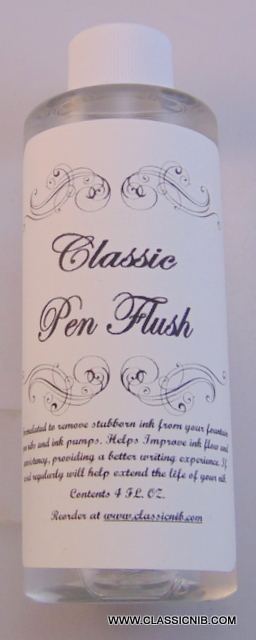 Classic
Pen Flush
to remove stubborn ink from your fountain
and ink pumps. Helps Improve ink flow and
providing a better writing experience. If
regularly will help extend the life of your nib.
Contents 4 FL. OZ.
Reorder at www.classicnib.com
WWW.CLASSICNIB.COM